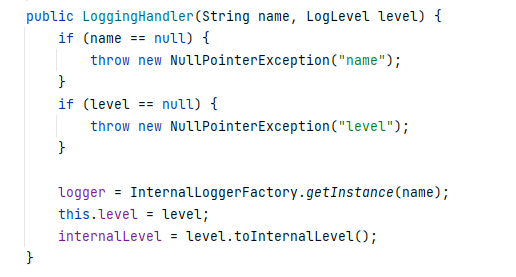 public LoggingHandler(String name, LogLevel level) {
    if (name == null) {
        throw new NullPointerException("name");
    }
    if (level == null) {
        throw new NullPointerException("level");
    }

    logger = InternalLoggerFactory.getInstance(name);
    this.level = level;
    internalLevel = level.toInternalLevel();
}